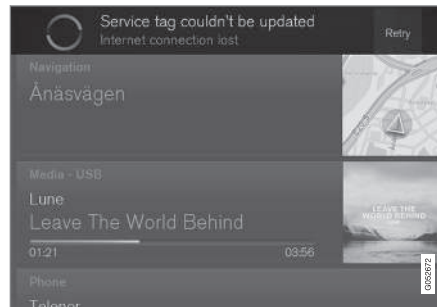 Service tag couldn't be updated
Internet connection lost
Retry
Navigation
Ånäsvägen
Media - USB
Lune
Leave The World Behind
01:21
03:56
LEAVE THE
WORLD BEHIND
Phone
Telenor
G052672